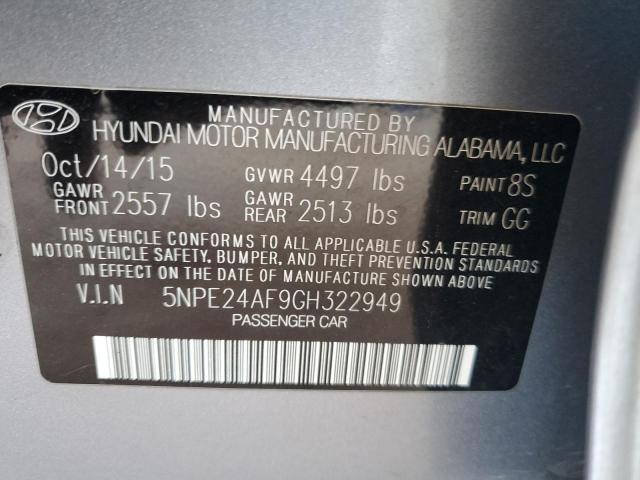 MANUFACTURED BY
HYUNDAI MOTOR MANUFACTURING ALABAMA, LLC
Oct/14/15 GVWR 4497 lbs PAINT 8S
GAWR FRONT 2557 lbs GAWR REAR 2513 lbs TRIM GG
THIS VEHICLE CONFORMS TO ALL APPLICABLE U.S.A. FEDERAL
MOTOR VEHICLE SAFETY, BUMPER, AND THEFT PREVENTION STANDARDS
IN EFFECT ON THE DATE OF MANUFACTURE SHOWN ABOVE.
V.I.N 5NPE24AF9GH322949
PASSENGER CAR